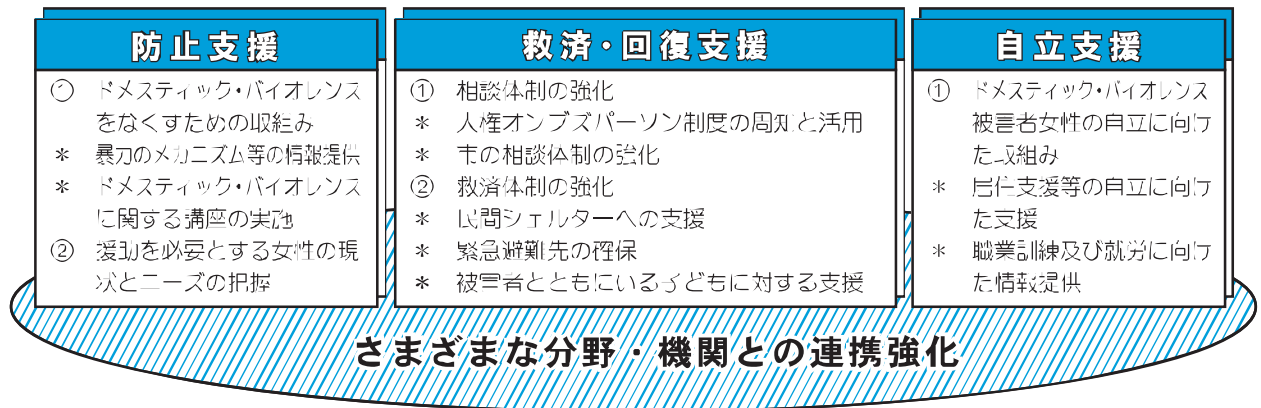 防止支援
① ドメスティック・バイオレンス
をなくすための取組み
＊ 暴力のメカニズム等の情報提供
＊ ドメスティック・バイオレンス
に関する講座の実施
② 援助を必要とする女性の現
状とニーズの把握
救済・回復支援
① 相談体制の強化
＊ 人権オンブズパーソン制度の周知と活用
＊ 市の相談体制の強化
② 救済体制の強化
＊ 民間シェルターへの支援
＊ 緊急避難先の確保
＊ 被害者とともにいる子どもに対する支援
自立支援
① ドメスティック・バイオレンス
被害者女性の自立に向け
た取組み
＊ 居住支援等の自立に向け
た支援
＊ 職業訓練及び就労に向け
た情報提供
さまざまな分野・機関との連携強化